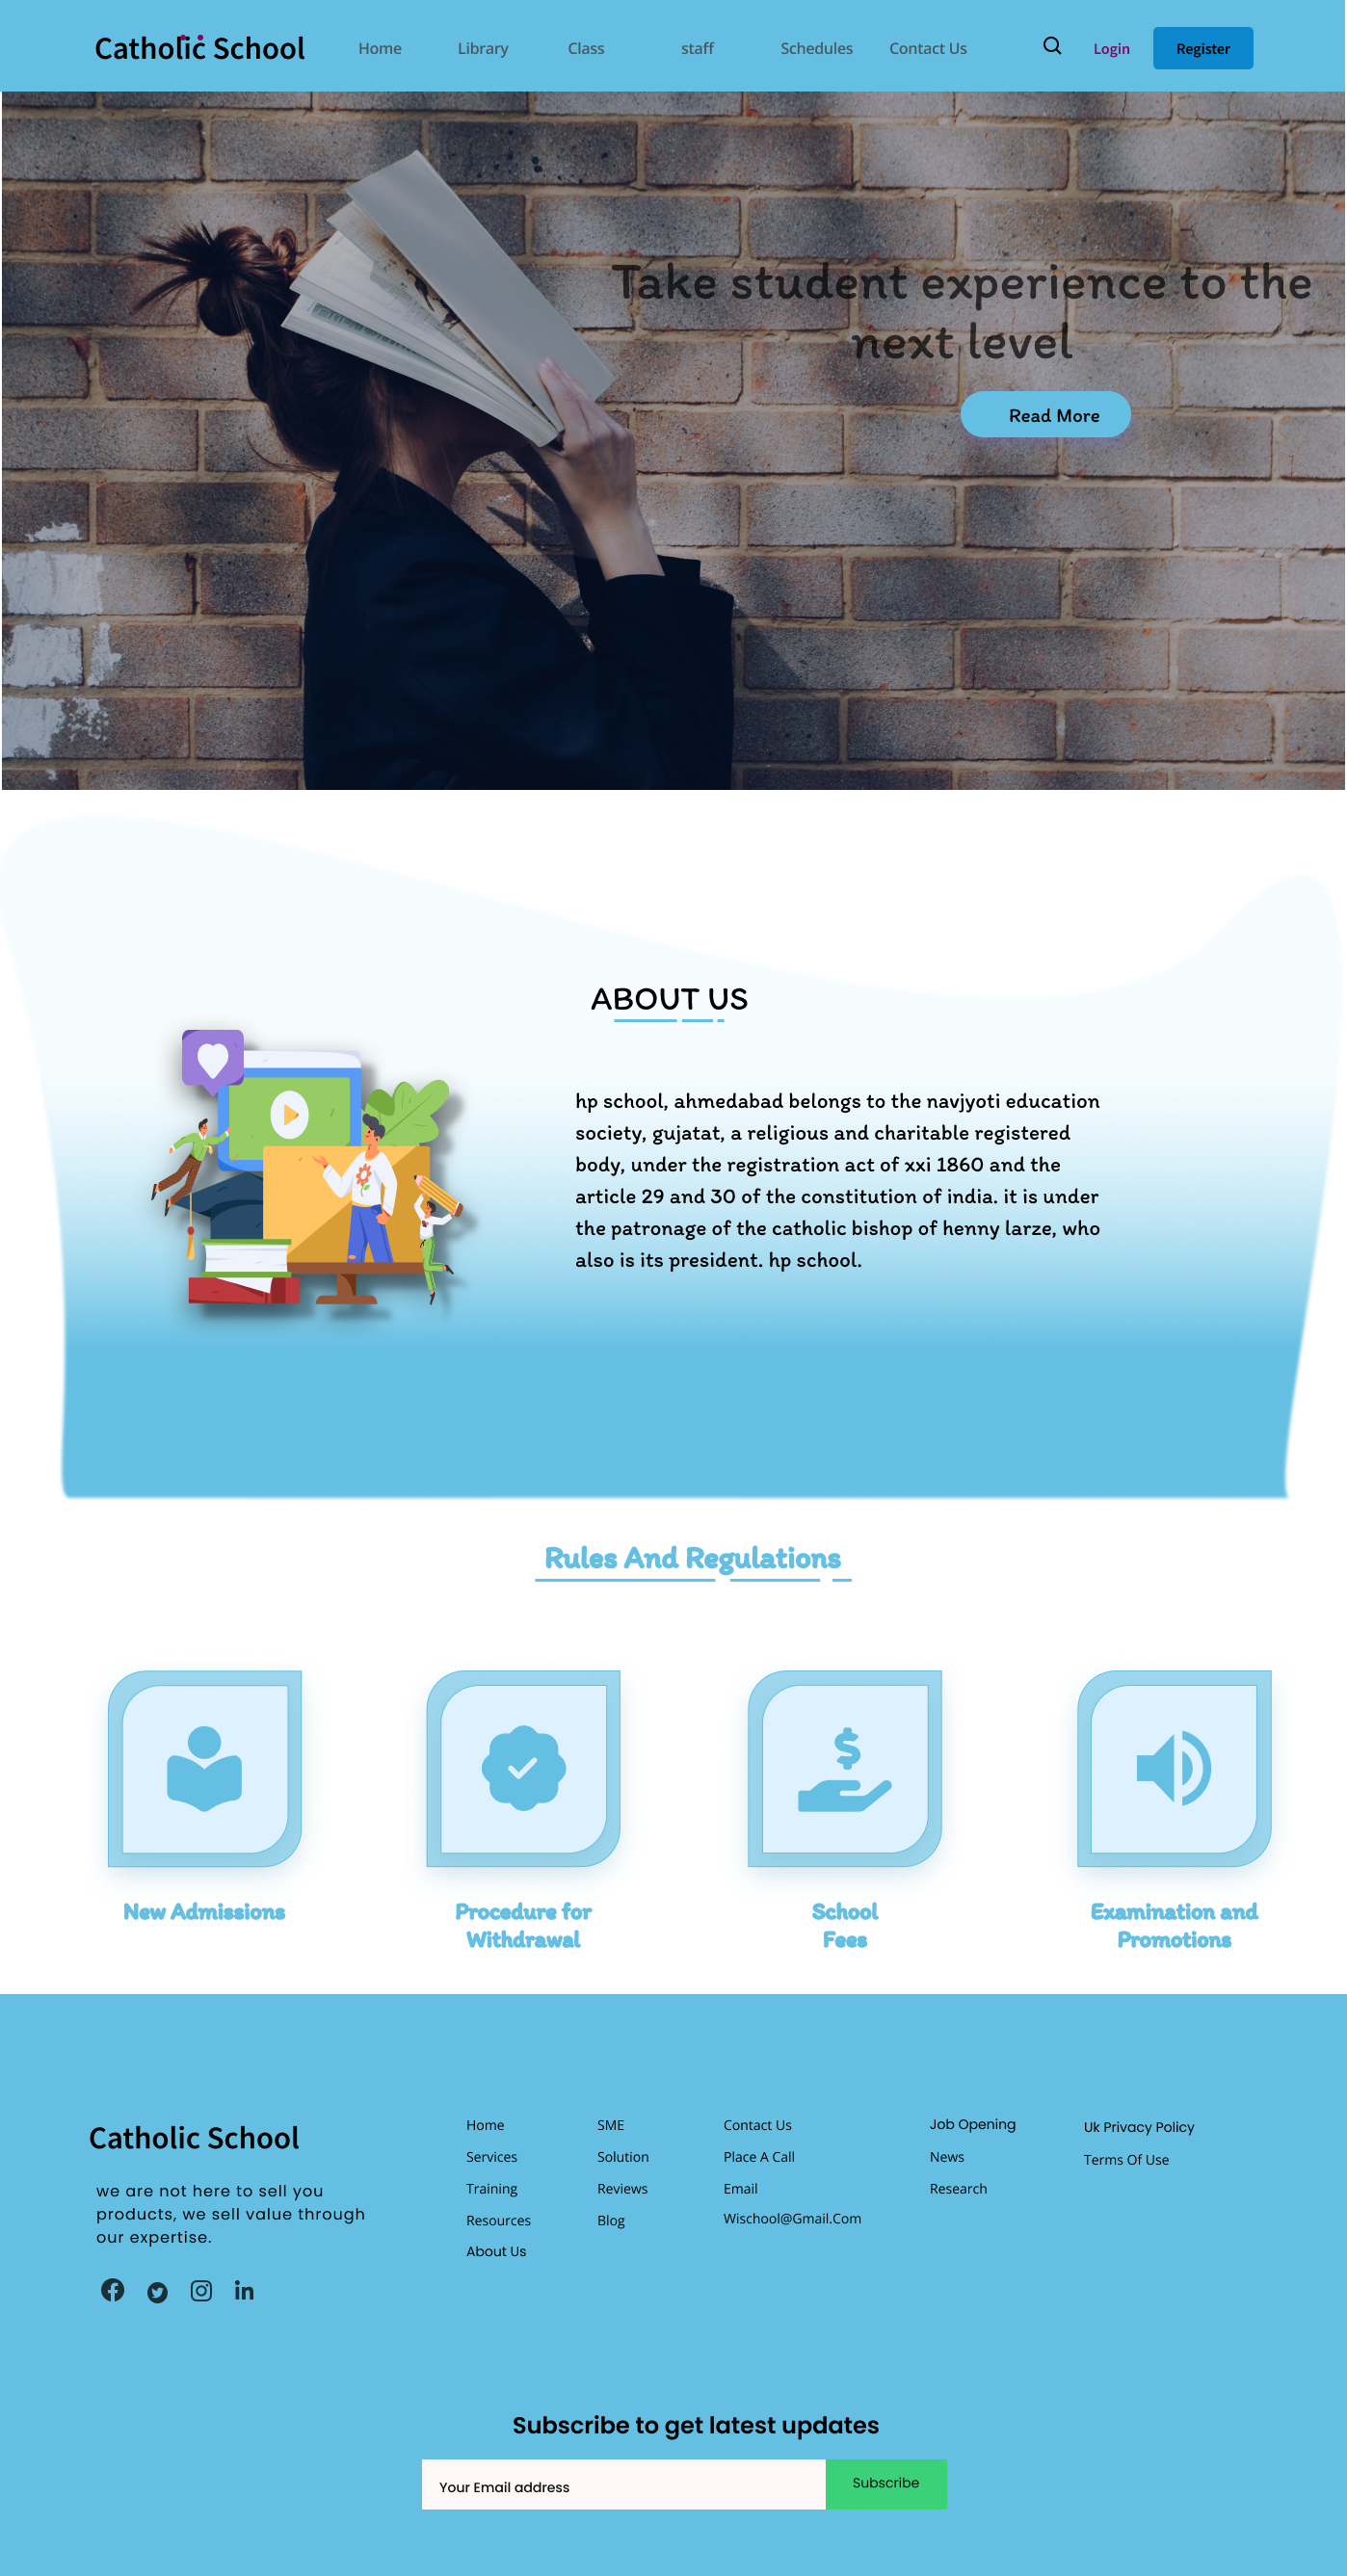 Catholic School
Home
Library
Class
staff
Schedules
Contact Us
Login
Register
Take student experience to the
next level
Read More
ABOUT US
hp school, ahmedabad belongs to the navjyoti education
society, gujatat, a religious and charitable registered
body, under the registration act of xxi 1860 and the
article 29 and 30 of the constitution of india. it is under
the patronage of the catholic bishop of henny larze, who
also is its president. hp school.
Rules And Regulations
New Admissions
Procedure for
Withdrawal
School
Fees
Examination and
Promotions
Catholic School
we are not here to sell you
products, we sell value through
our expertise.
Home
Services
Training
Resources
About Us
SME
Solution
Reviews
Blog
Contact Us
Place A Call
Email
Wischool@Gmail.Com
Job Opening
News
Research
Uk Privacy Policy
Terms Of Use
Subscribe to get latest updates
Your Email address
Subscribe